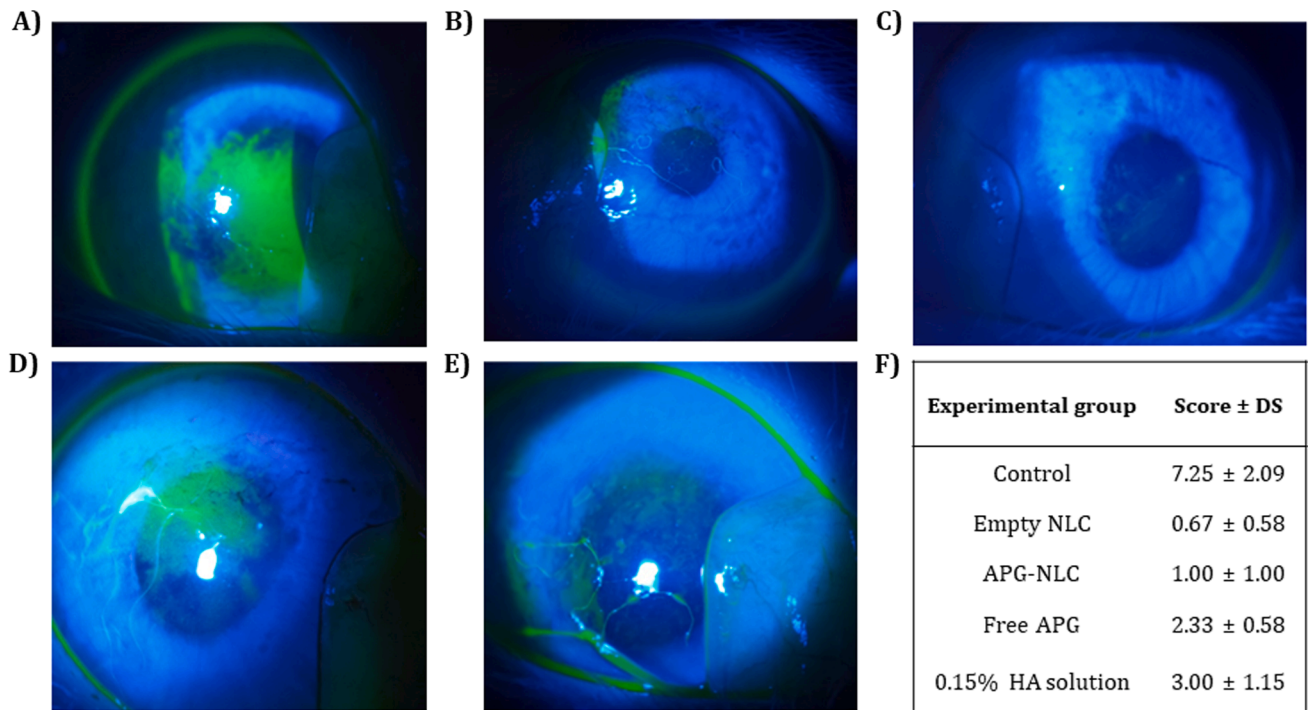 A)
B)
C)
D)
E)
F)
Experimental group Score ± DS
Control 7.25 ± 2.09
Empty NLC 0.67 ± 0.58
APG-NLC 1.00 ± 1.00
Free APG 2.33 ± 0.58
0.15% HA solution 3.00 ± 1.15